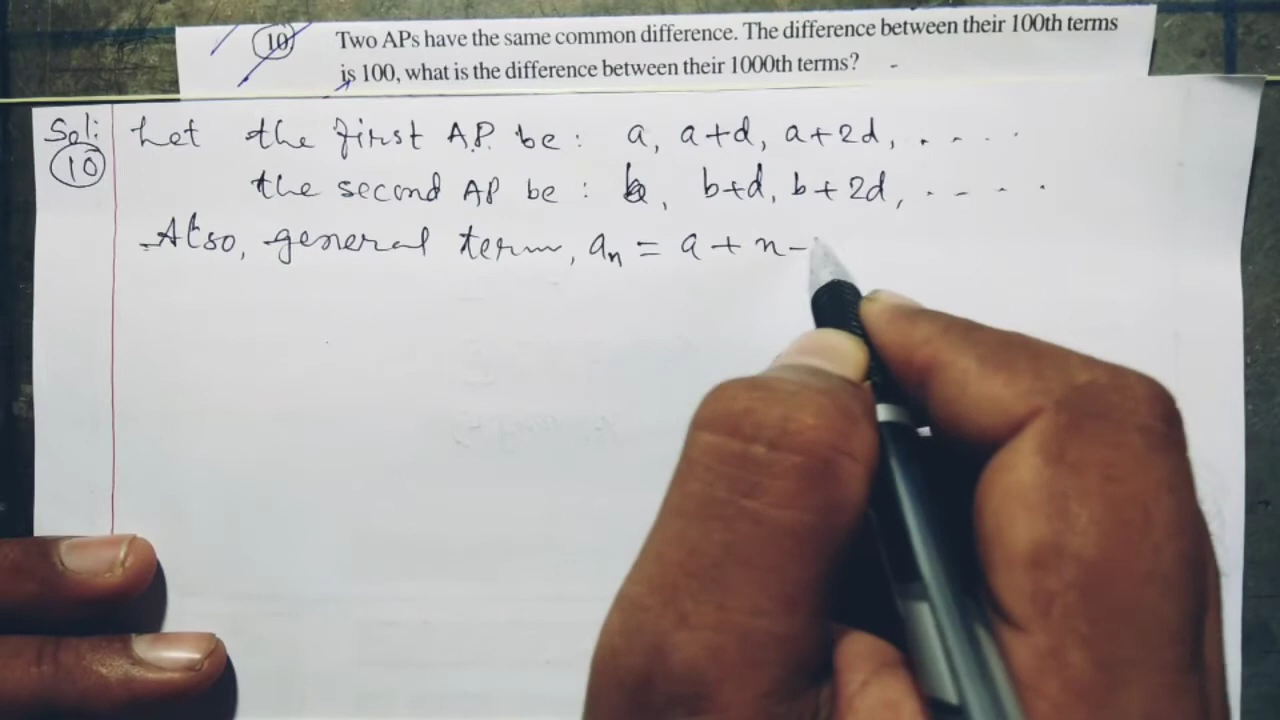 10 Two APs have the same common difference. The difference between their 100th terms
is 100, what is the difference between their 1000th terms?
Sol: Let the first A.P. be: a, a+d, a+2d, ....
10 the second AP be: b, b+d, b+2d, ....
Also, general term, aₙ = a + n-